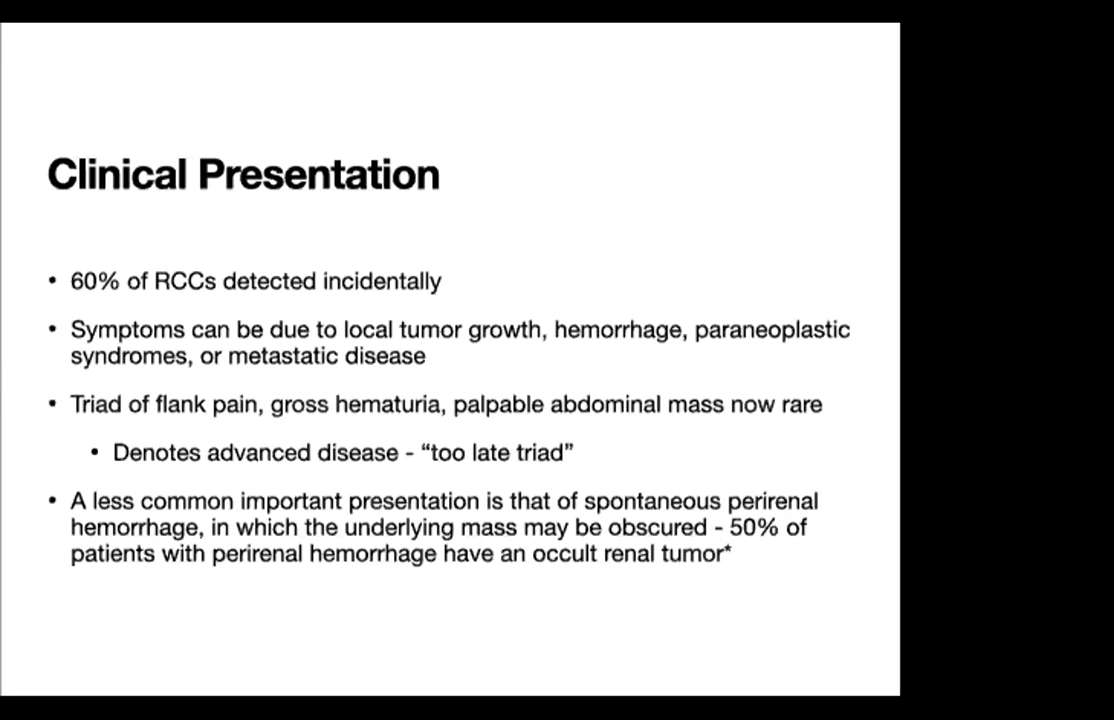 Clinical Presentation
• 60% of RCCs detected incidentally
• Symptoms can be due to local tumor growth, hemorrhage, paraneoplastic
syndromes, or metastatic disease
• Triad of flank pain, gross hematuria, palpable abdominal mass now rare
• Denotes advanced disease - “too late triad”
• A less common important presentation is that of spontaneous perirenal
hemorrhage, in which the underlying mass may be obscured - 50% of
patients with perirenal hemorrhage have an occult renal tumor*